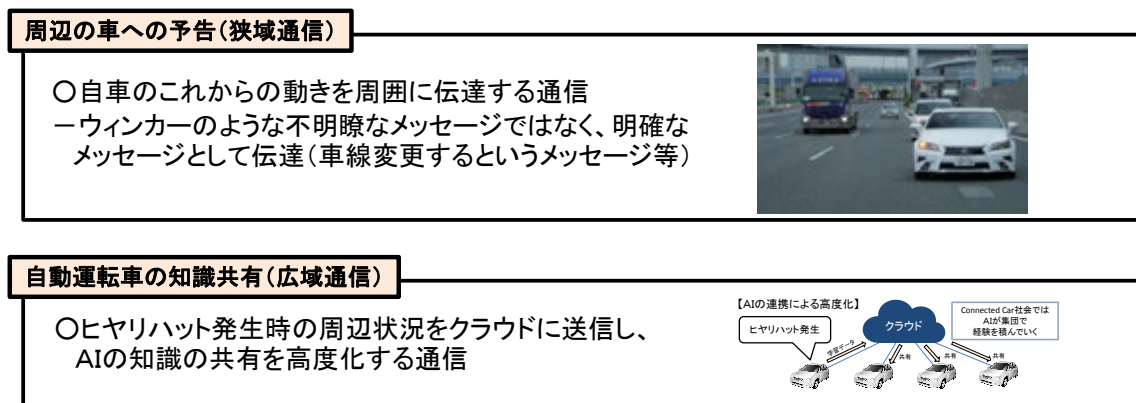 周辺の車への予告(狭域通信)
○自車のこれからの動きを周囲に伝達する通信
－ウィンカーのような不明瞭なメッセージではなく、明確な
メッセージとして伝達(車線変更するというメッセージ等)
自動運転車の知識共有(広域通信)
○ヒヤリハット発生時の周辺状況をクラウドに送信し、
AIの知識の共有を高度化する通信
【AIの連携による高度化】
ヒヤリハット発生
クラウド
Connected Car社会では
AIが集団で
経験を積んでいく
学習データ
共有
共有
共有